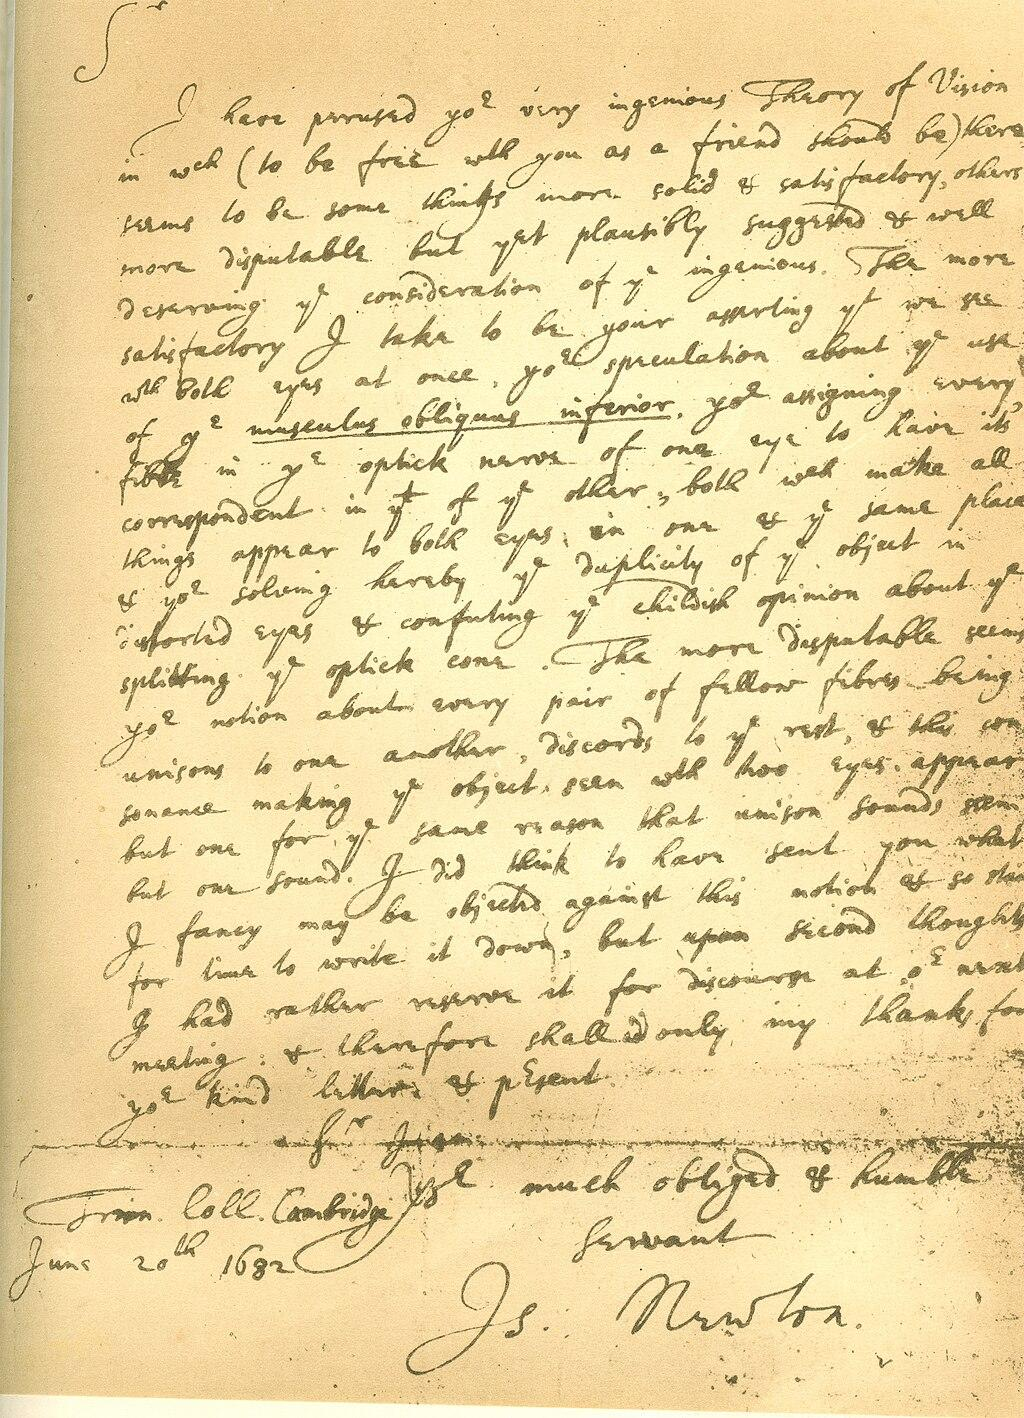 Sr
I have perused yor very ingenious Theory of Vision
in wch (to be free wth you as a friend should be) there
seems to be some things more solid & satisfactory, others
more disputable but yet plausibly suggested & well
deserving ye consideration of ye ingenious. The more
satisfactory I take to be your asserting yt we see
wth both eyes at once, yor speculation about ye use
of ye musculus obliquus inferior, yor assigning every
fibre in ye optick nerve of one eye to have its
correspondent in yt of ye other, both wch make all
things appear to both eyes in one & ye same place
& yor solving hereby ye duplicity of ye object in
distorted eyes & confuting ye childish opinion about ye
splitting ye optick cone. The more disputable seems
yor notion about every pair of fellow fibres being
unisons to one another, discords to ye rest, & this con
sonance making ye object seen wth two eyes appear
but one for ye same reason that unison sounds seem
but one sound. I did think to have sent you what
I fancy may be objected against this notion & so
for time to write it down, but upon second thoughts
I had rather reserve it for discourse at or next
meeting: & therefore shall add only my thanks for
yor kind letter & prsent.
Sr I am
Yor much obliged & humble
Servant
Trin. Coll. Cambridge
June 20th 1682
Is. Newton.